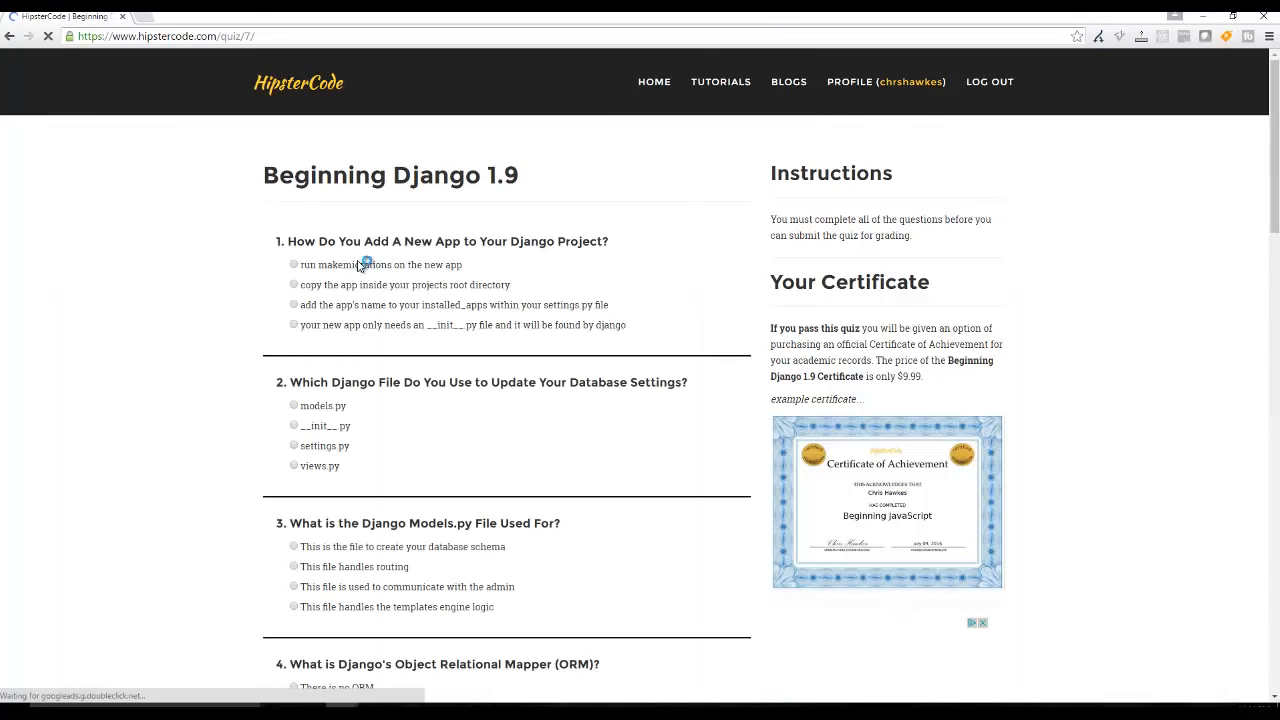 HipsterCode | Beginning
https://www.hipstercode.com/quiz/7/
HipsterCode
HOME
TUTORIALS
BLOGS
PROFILE (chrshawkes)
LOG OUT
Beginning Django 1.9
1. How Do You Add A New App to Your Django Project?
run makemigrations on the new app
copy the app inside your projects root directory
add the app's name to your installed_apps within your settings.py file
your new app only needs an __init__.py file and it will be found by django
2. Which Django File Do You Use to Update Your Database Settings?
models.py
__init__.py
settings.py
views.py
3. What is the Django Models.py File Used For?
This is the file to create your database schema
This file handles routing
This file is used to communicate with the admin
This file handles the templates engine logic
4. What is Django's Object Relational Mapper (ORM)?
There is no ORM
Instructions
You must complete all of the questions before you
can submit the quiz for grading.
Your Certificate
If you pass this quiz you will be given an option of
purchasing an official Certificate of Achievement for
your academic records. The price of the Beginning
Django 1.9 Certificate is only $9.99.
example certificate...
HipsterCode
Certificate of Achievement
THIS ACKNOWLEDGES THAT
Chris Hawkes
HAS COMPLETED
Beginning JavaScript
Chris Hawkes
July 09, 2016
Waiting for googleads.g.doubleclick.net...